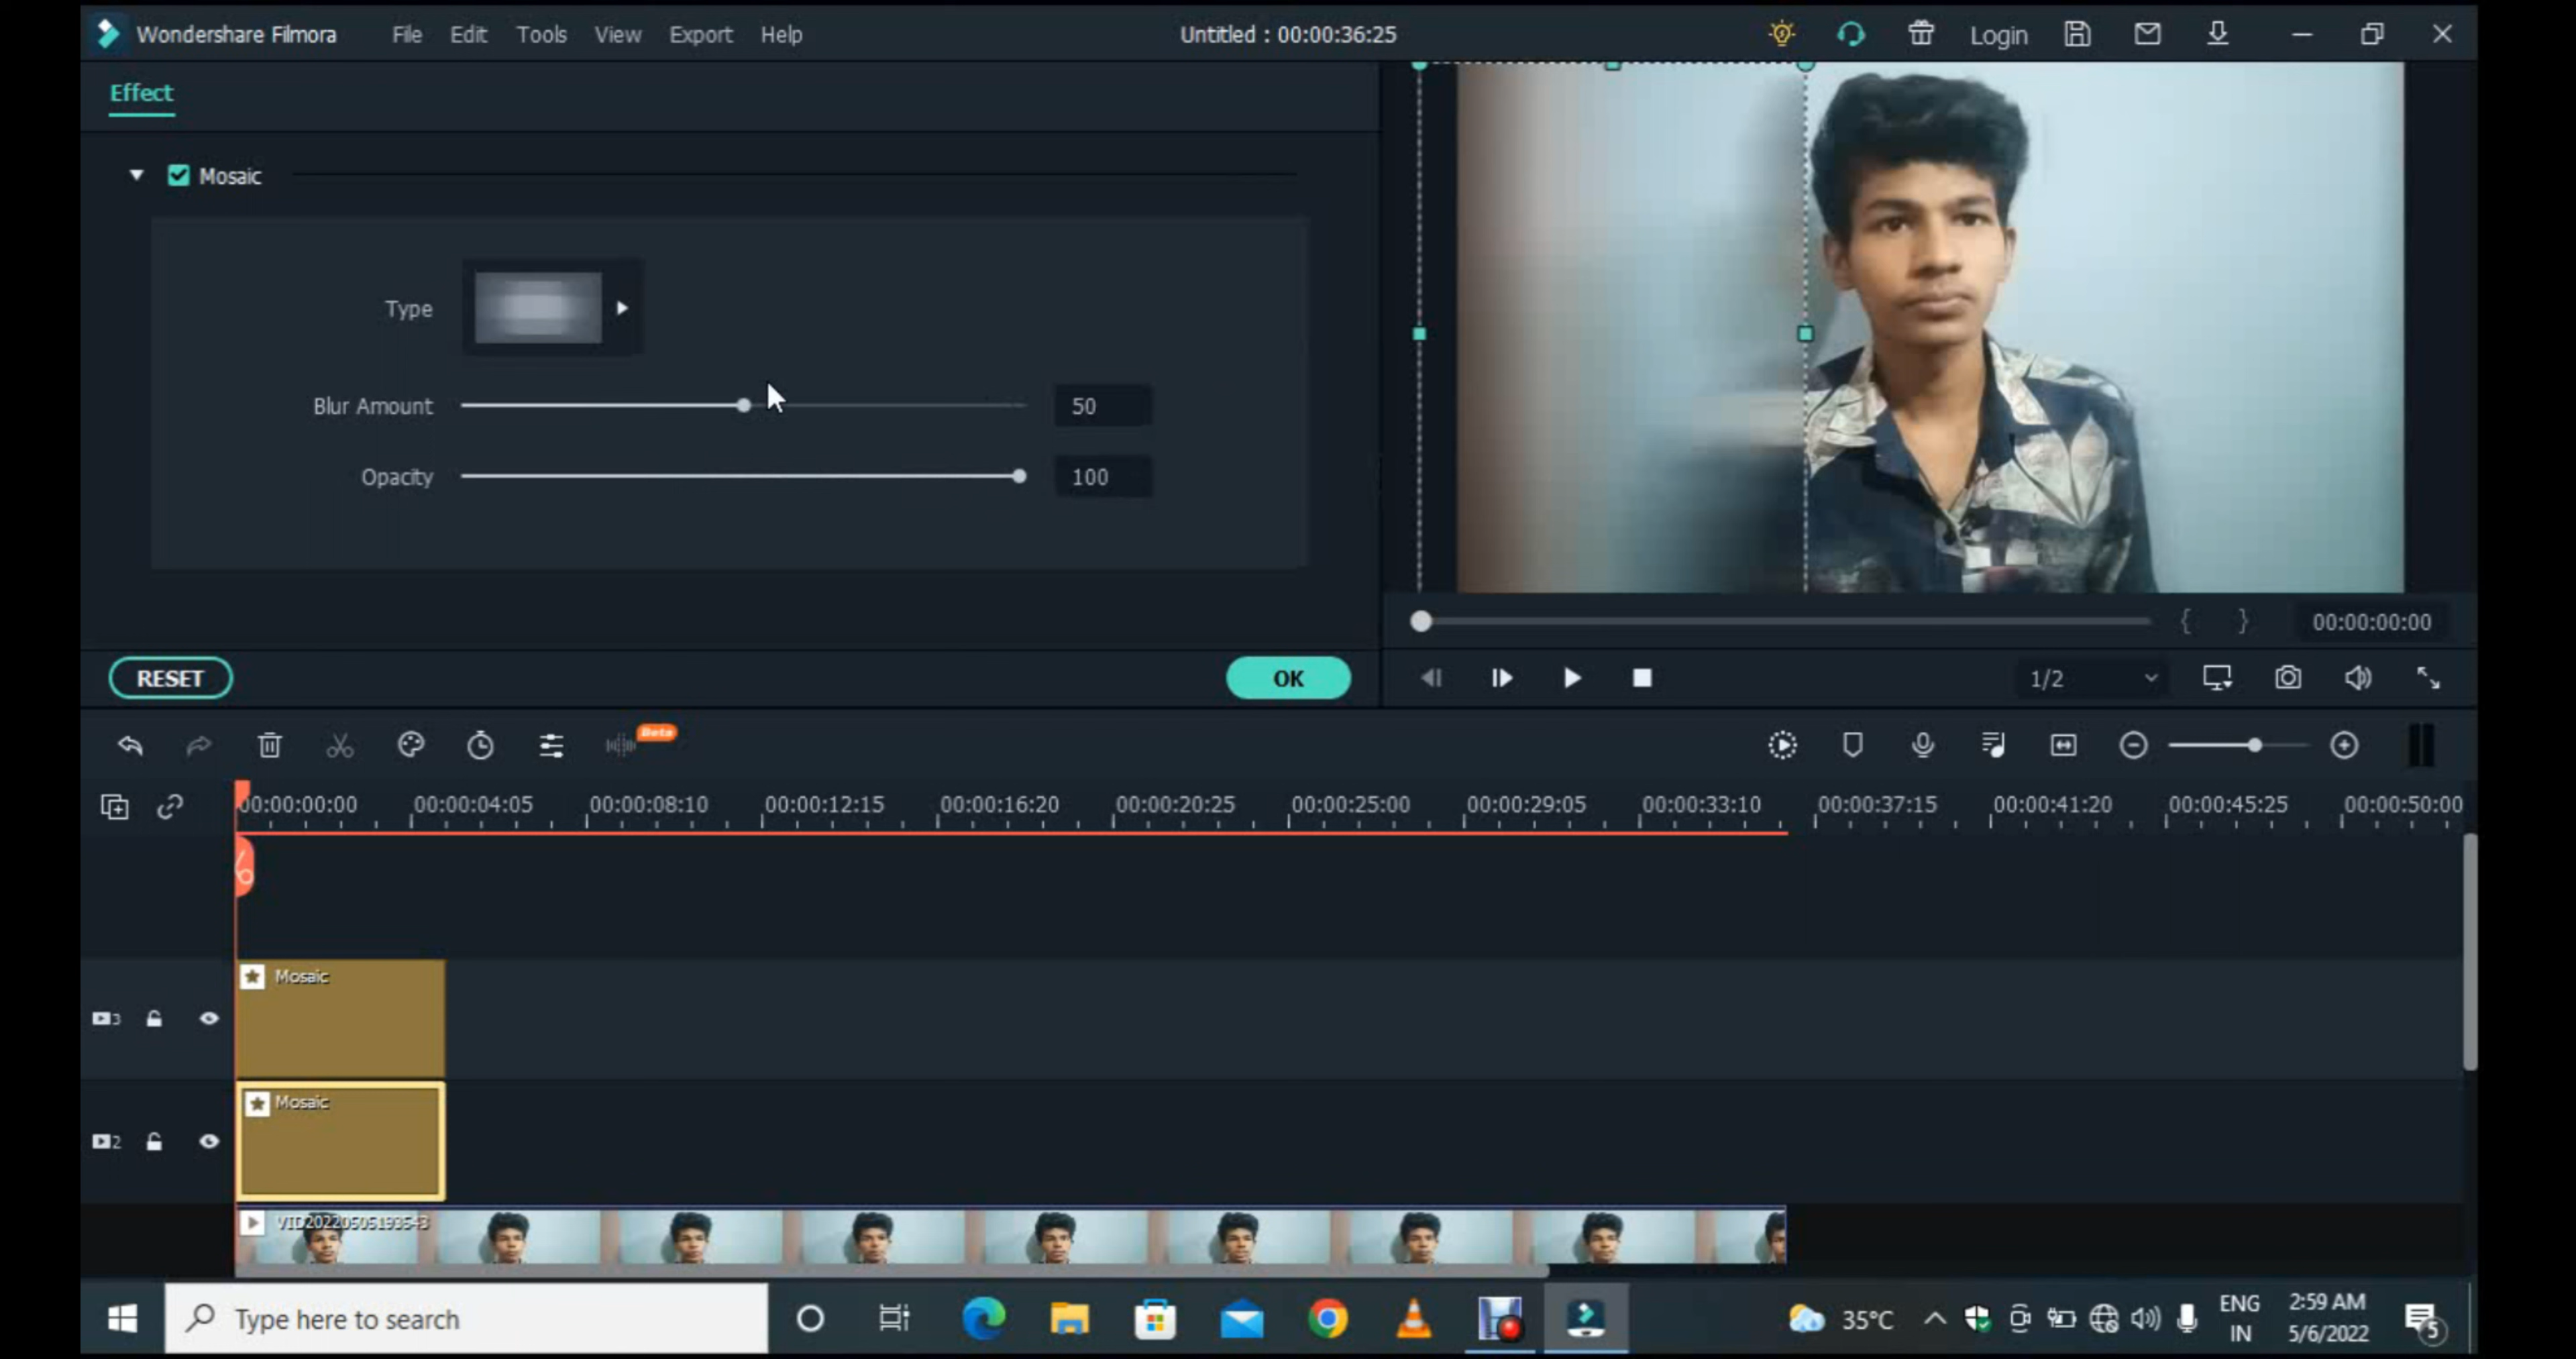 Wondershare Filmora File Edit Tools View Export Help Untitled : 00:00:36:25 Login
Effect
Mosaic
Type
Blur Amount 50
Opacity 100
00:00:00:00
RESET OK 1/2
Beta
00:00:00:00 00:00:04:05 00:00:08:10 00:00:12:15 00:00:16:20 00:00:20:25 00:00:25:00 00:00:29:05 00:00:33:10 00:00:37:15 00:00:41:20 00:00:45:25 00:00:50:00
Mosaic
3
Mosaic
2
VID20220505193543
Type here to search 35°C ENG IN 2:59 AM 5/6/2022 5